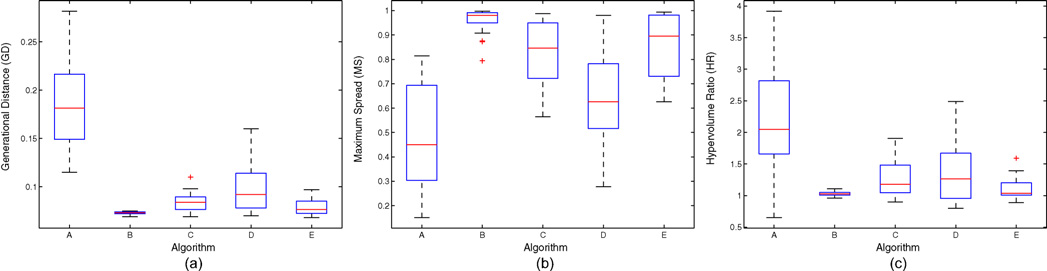 Generational Distance (GD)
0.25
0.2
0.15
0.1
A B C D E
Algorithm
(a)
Maximum Spread (MS)
1
0.9
0.8
0.7
0.6
0.5
0.4
0.3
0.2
A B C D E
Algorithm
(b)
Hypervolume Ratio (HR)
4
3.5
3
2.5
2
1.5
1
0.5
A B C D E
Algorithm
(c)